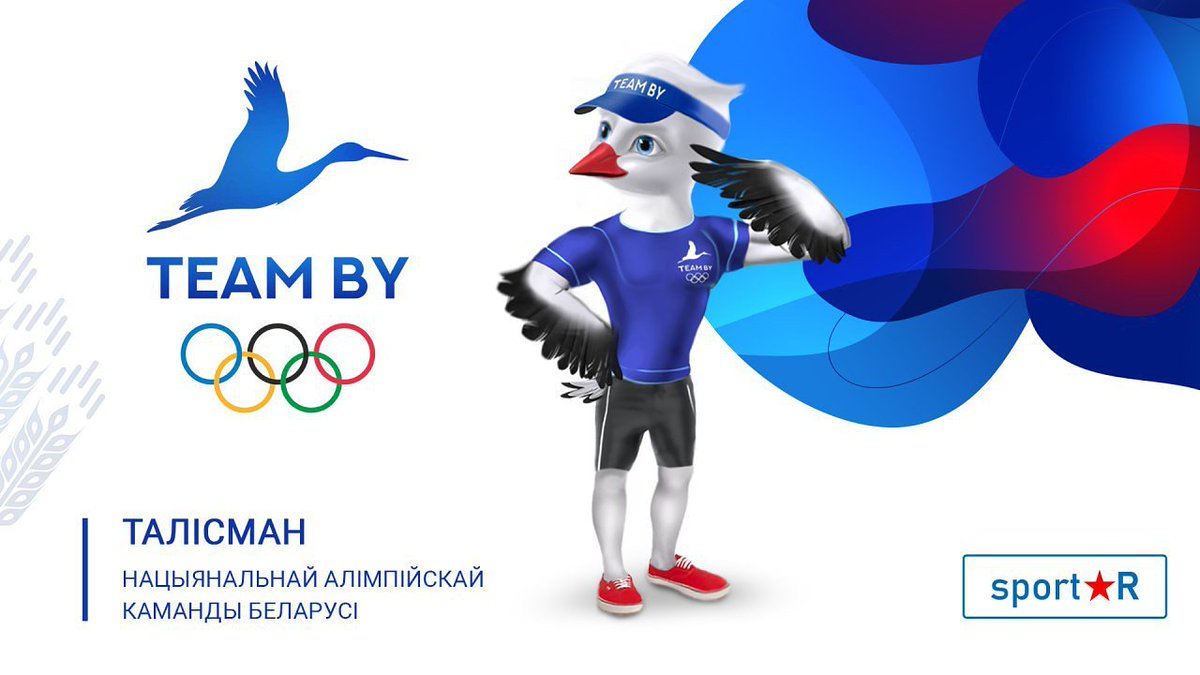 TEAM BY
TEAM BY
TEAM BY
ТАЛІСМАН
НАЦЫЯНАЛЬНАЙ АЛІМПІЙСКАЙ
КАМАНДЫ БЕЛАРУСІ
sport★R